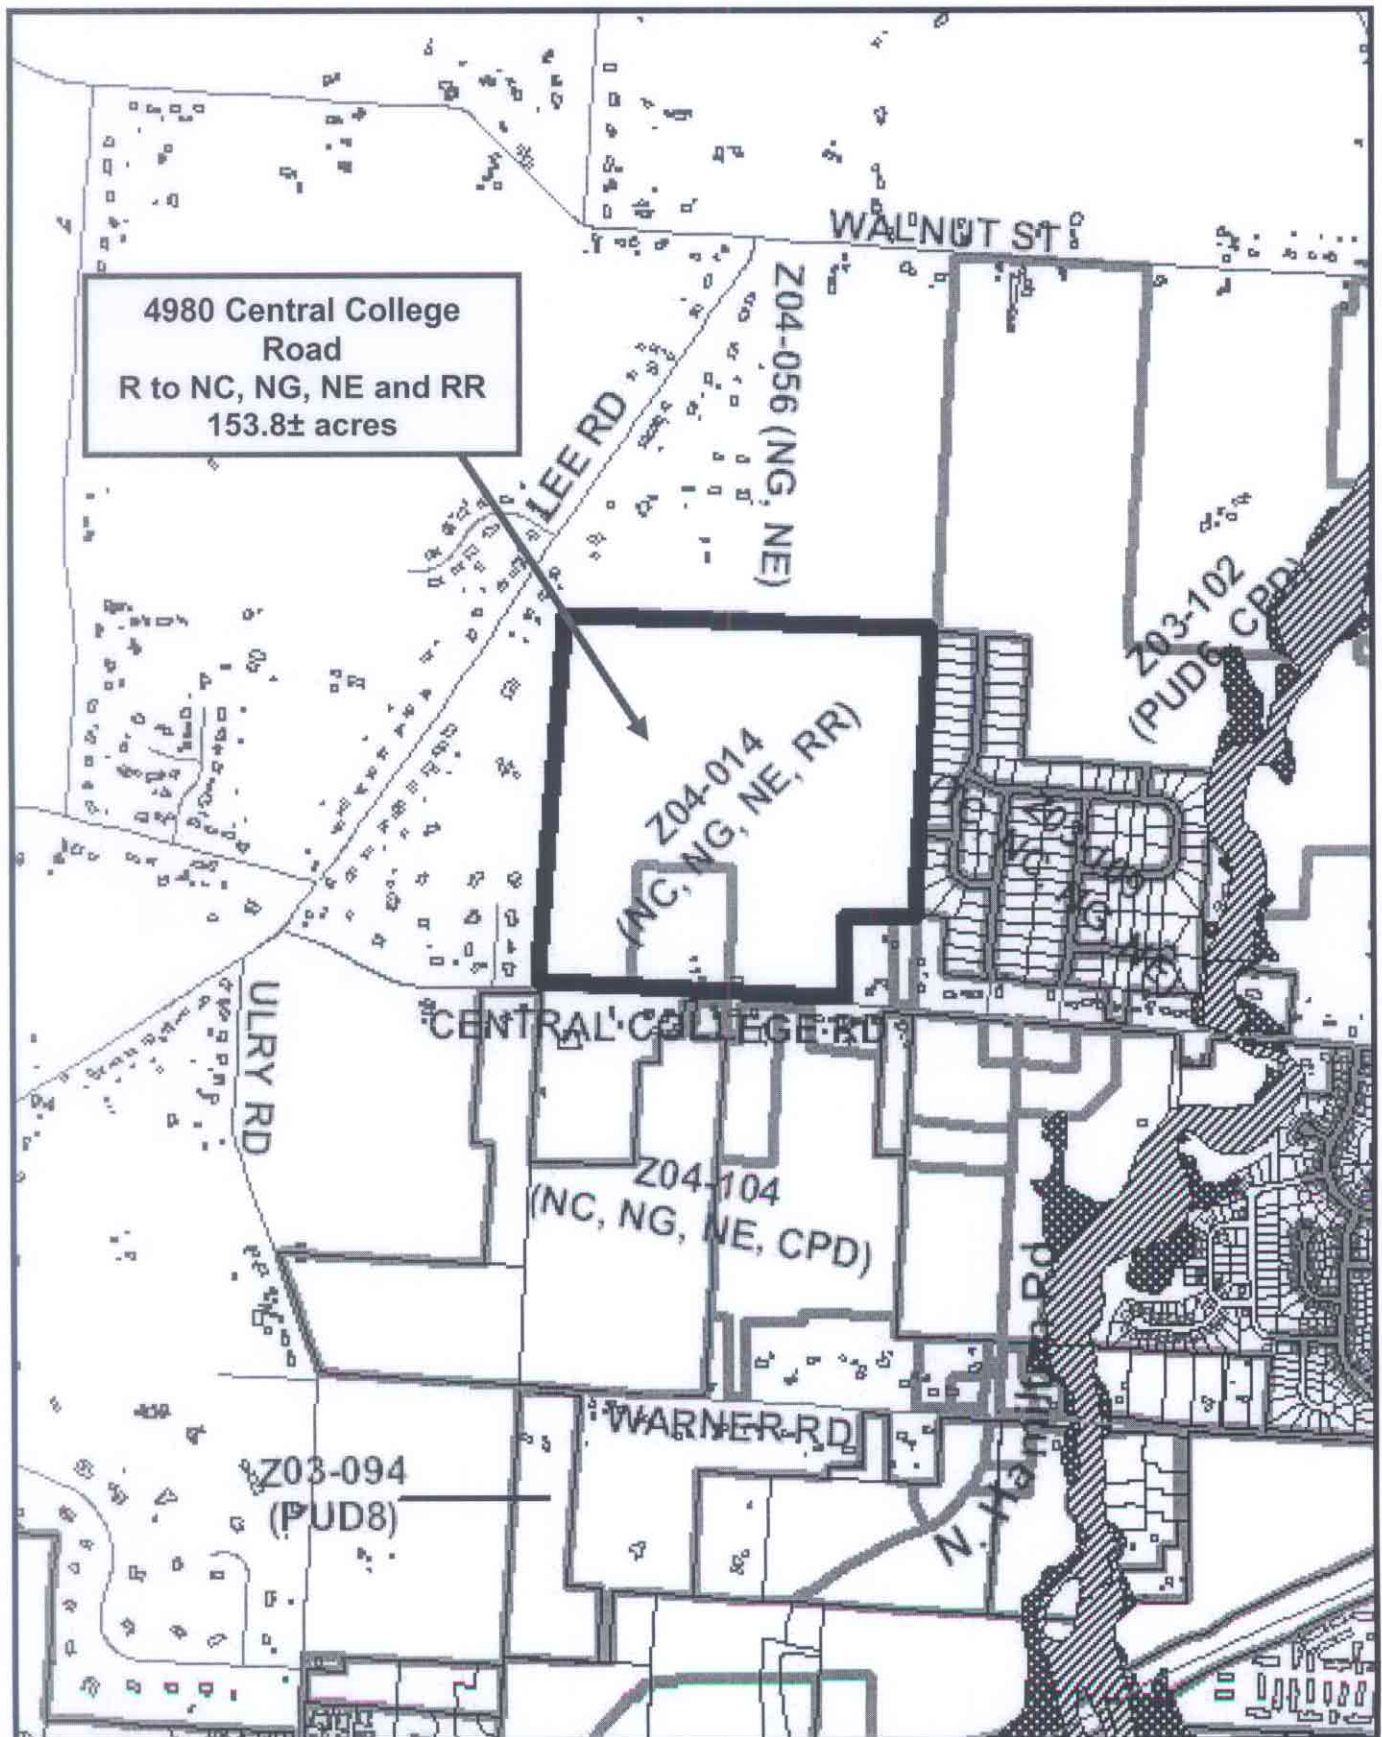 WALNUT ST
4980 Central College
Road
R to NC, NG, NE and RR
153.8± acres
Z04-056 (NG, NE)
LEE RD
Z03-102
(PUD6, CPD)
Z04-014
(NC, NG, NE, RR)
ULRY RD
CENTRAL COLLEGE RD
Z04-104
(NC, NG, NE, CPD)
WARNER RD
N. Hamilton Rd
Z03-094
(PUD8)